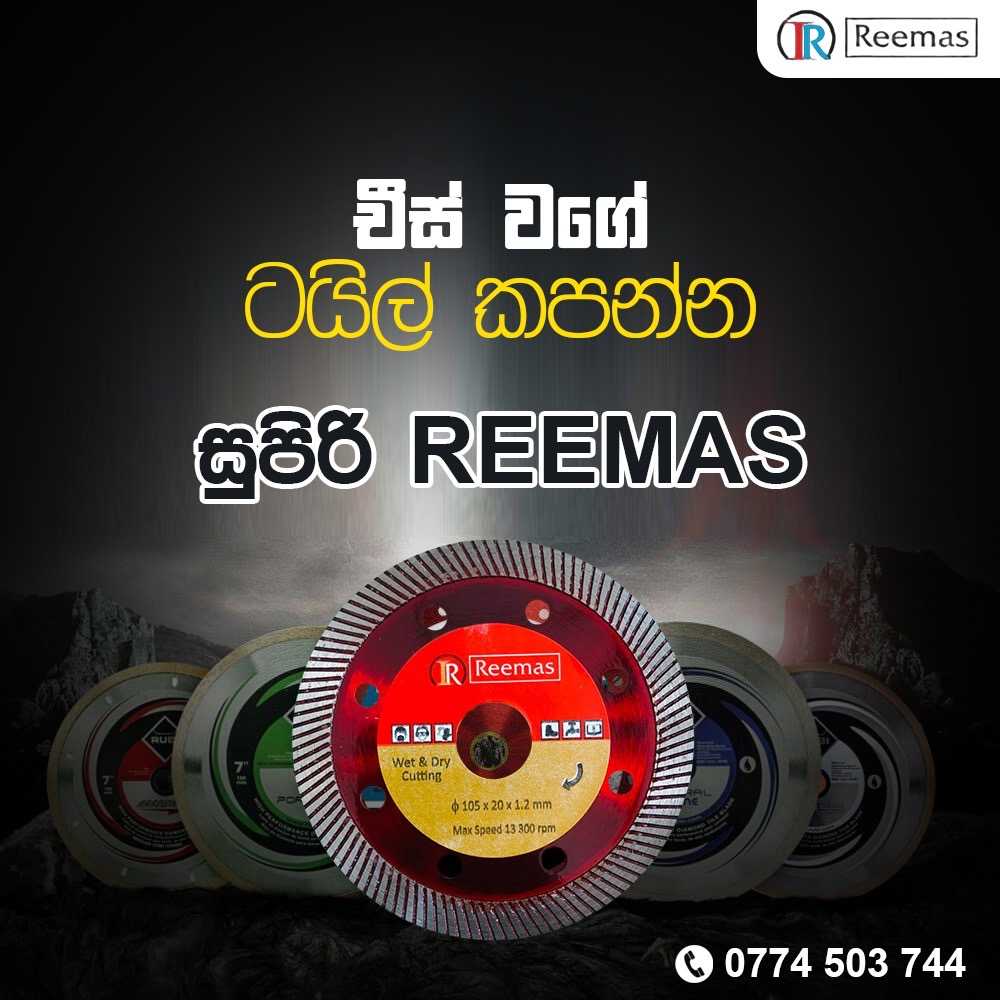 R Reemas
චීස් වගේ
ටයිල් කපන්න
සුපිරි REEMAS
R Reemas
Wet & Dry
Cutting
ϕ 105 x 20 x 1.2 mm
Max Speed 13 300 rpm
7"
7"
0774 503 744